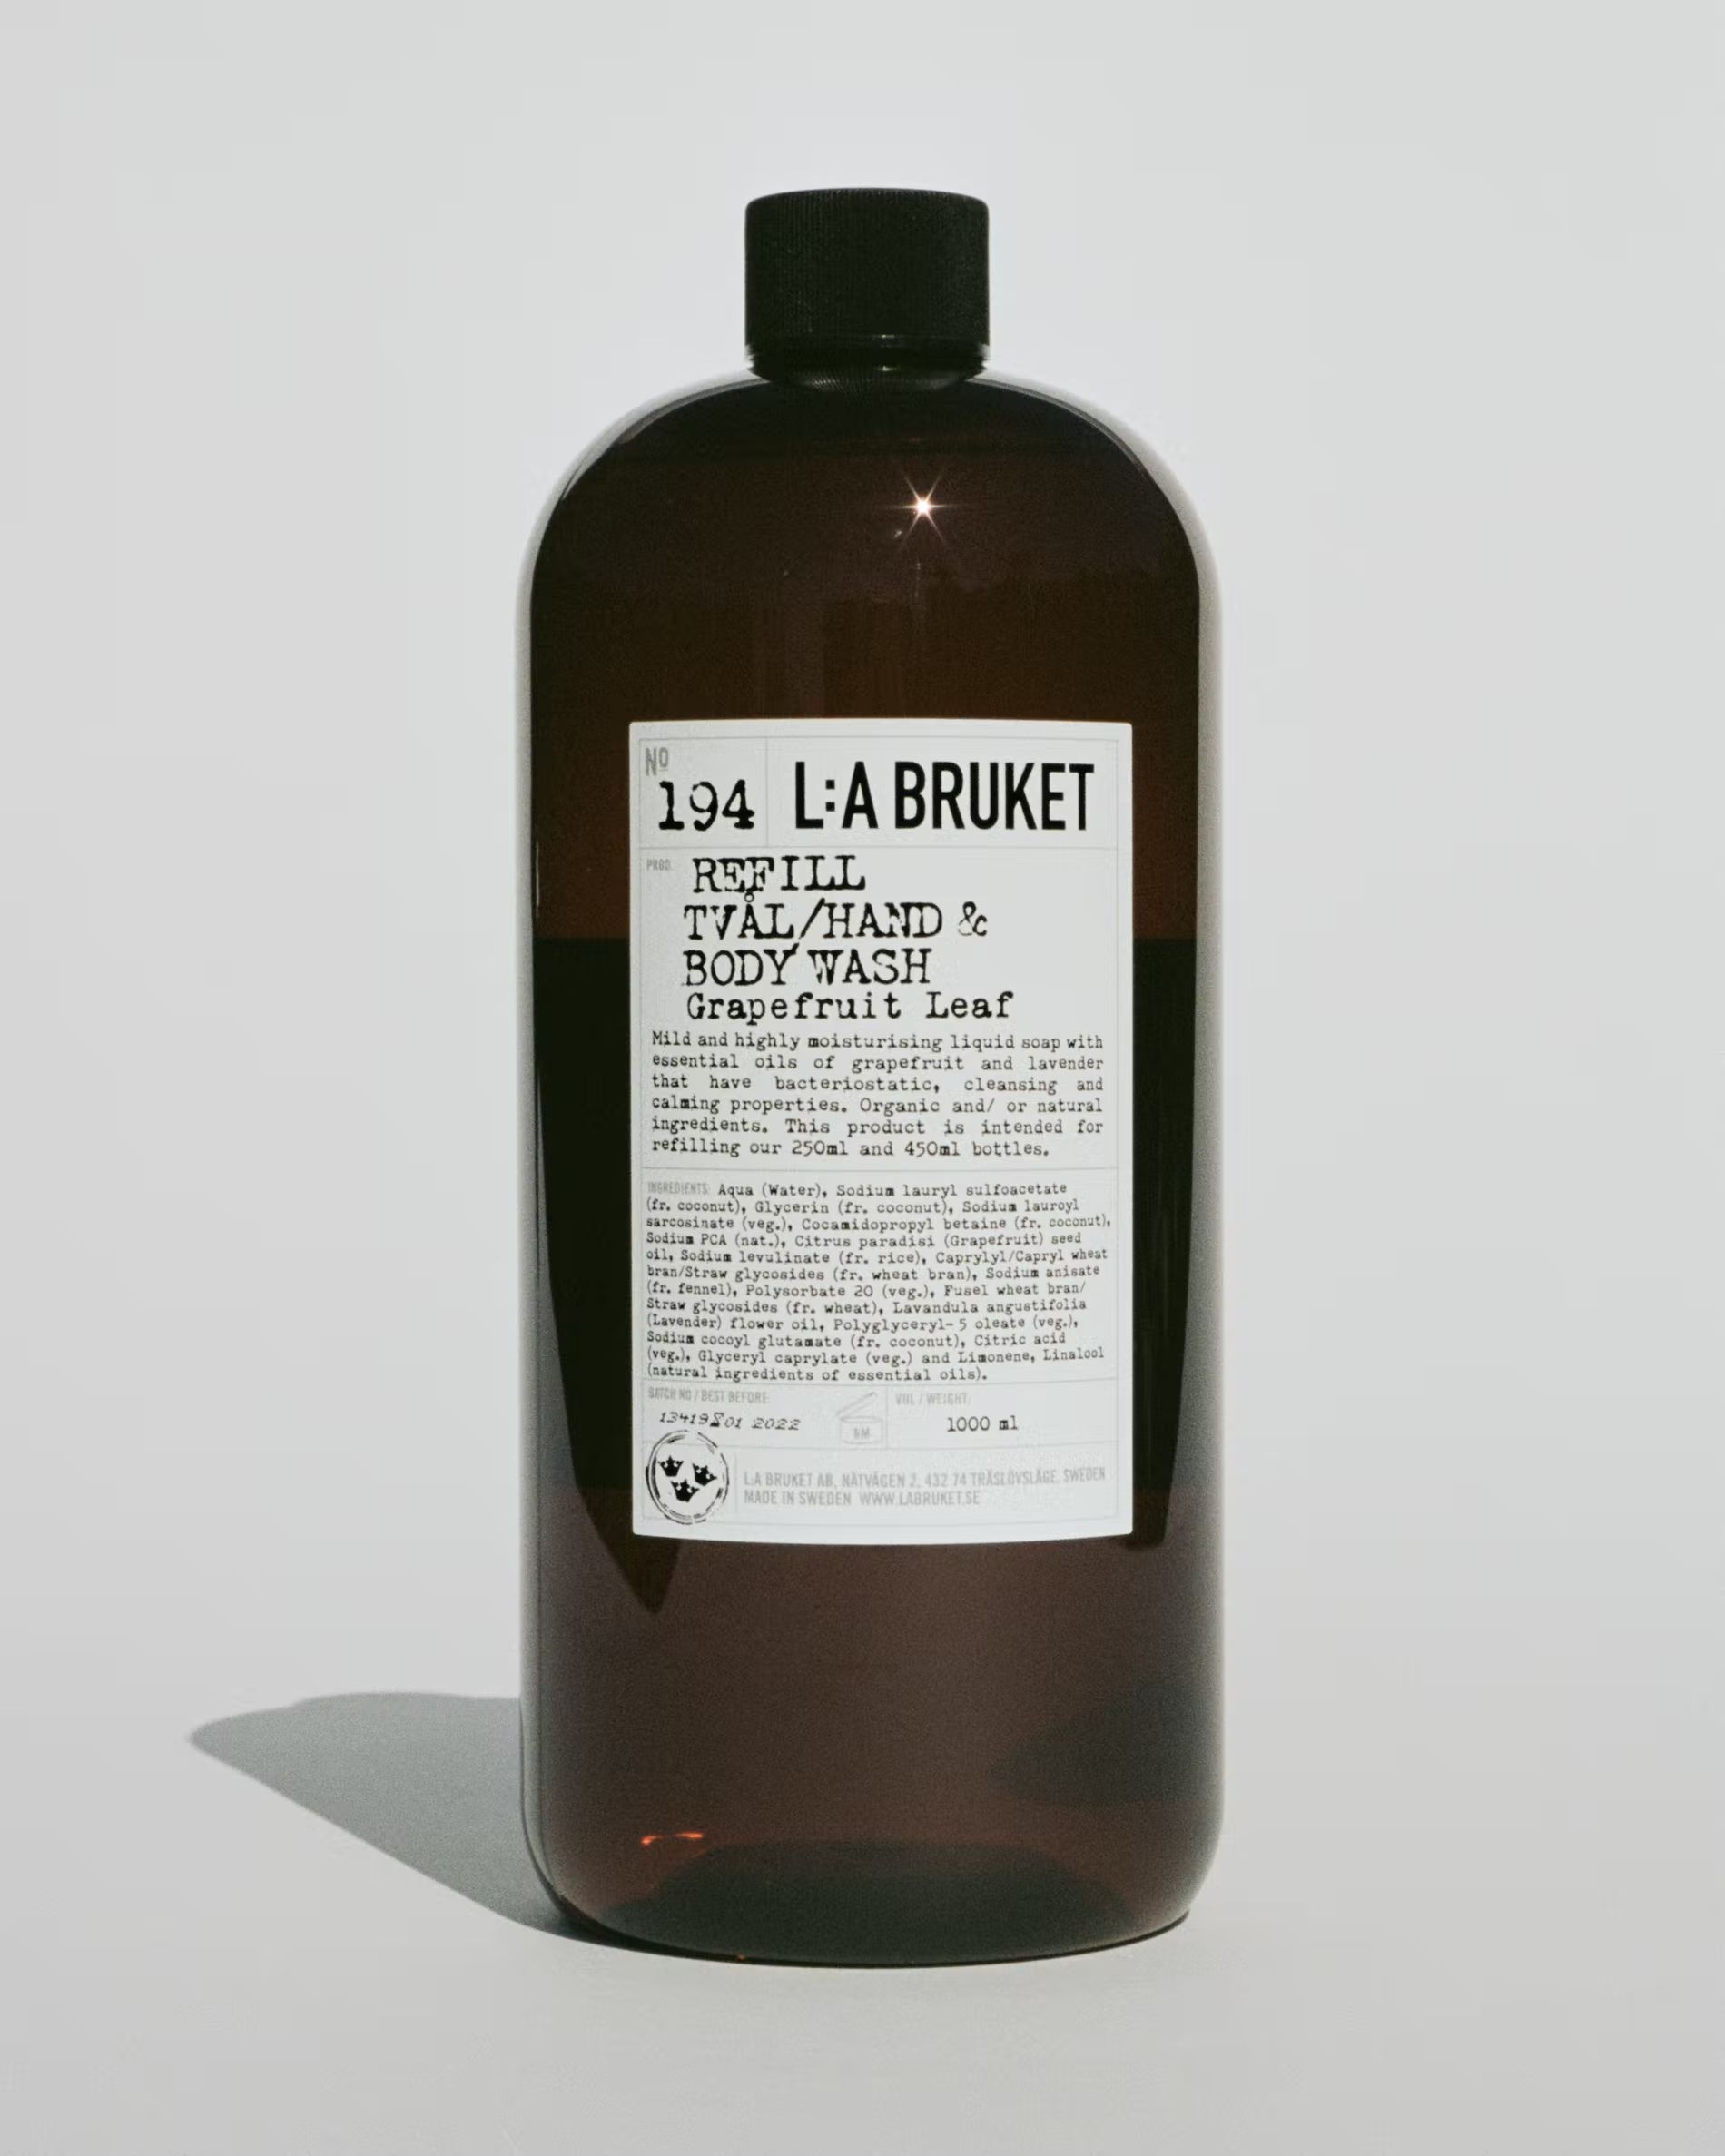 Nº
194 L:A BRUKET
PROD. REFILL
TVÅL/HAND &
BODY WASH
Grapefruit Leaf
Mild and highly moisturising liquid soap with
essential oils of grapefruit and lavender
that have bacteriostatic, cleansing and
calming properties. Organic and/ or natural
ingredients. This product is intended for
refilling our 250ml and 450ml bottles.
INGREDIENTS: Aqua (Water), Sodium lauryl sulfoacetate
(fr. coconut), Glycerin (fr. coconut), Sodium lauroyl
sarcosinate (veg.), Cocamidopropyl betaine (fr. coconut),
Sodium PCA (nat.), Citrus paradisi (Grapefruit) seed
oil, Sodium levulinate (fr. rice), Caprylyl/Capryl wheat
bran/Straw glycosides (fr. wheat bran), Sodium anisate
(fr. fennel), Polysorbate 20 (veg.), Fusel wheat bran/
Straw glycosides (fr. wheat), Lavandula angustifolia
(Lavender) flower oil, Polyglyceryl-5 oleate (veg.),
Sodium cocoyl glutamate (fr. coconut), Citric acid
(veg.), Glyceryl caprylate (veg.) and Limonene, Linalool
(natural ingredients of essential oils).
BATCH NO / BEST BEFORE: VOL / WEIGHT:
2022 1000 ml
L:A BRUKET AB, NÄTVÄGEN 2, 432 74 TRÄSLÖVSLÄGE, SWEDEN
MADE IN SWEDEN WWW.LABRUKET.SE